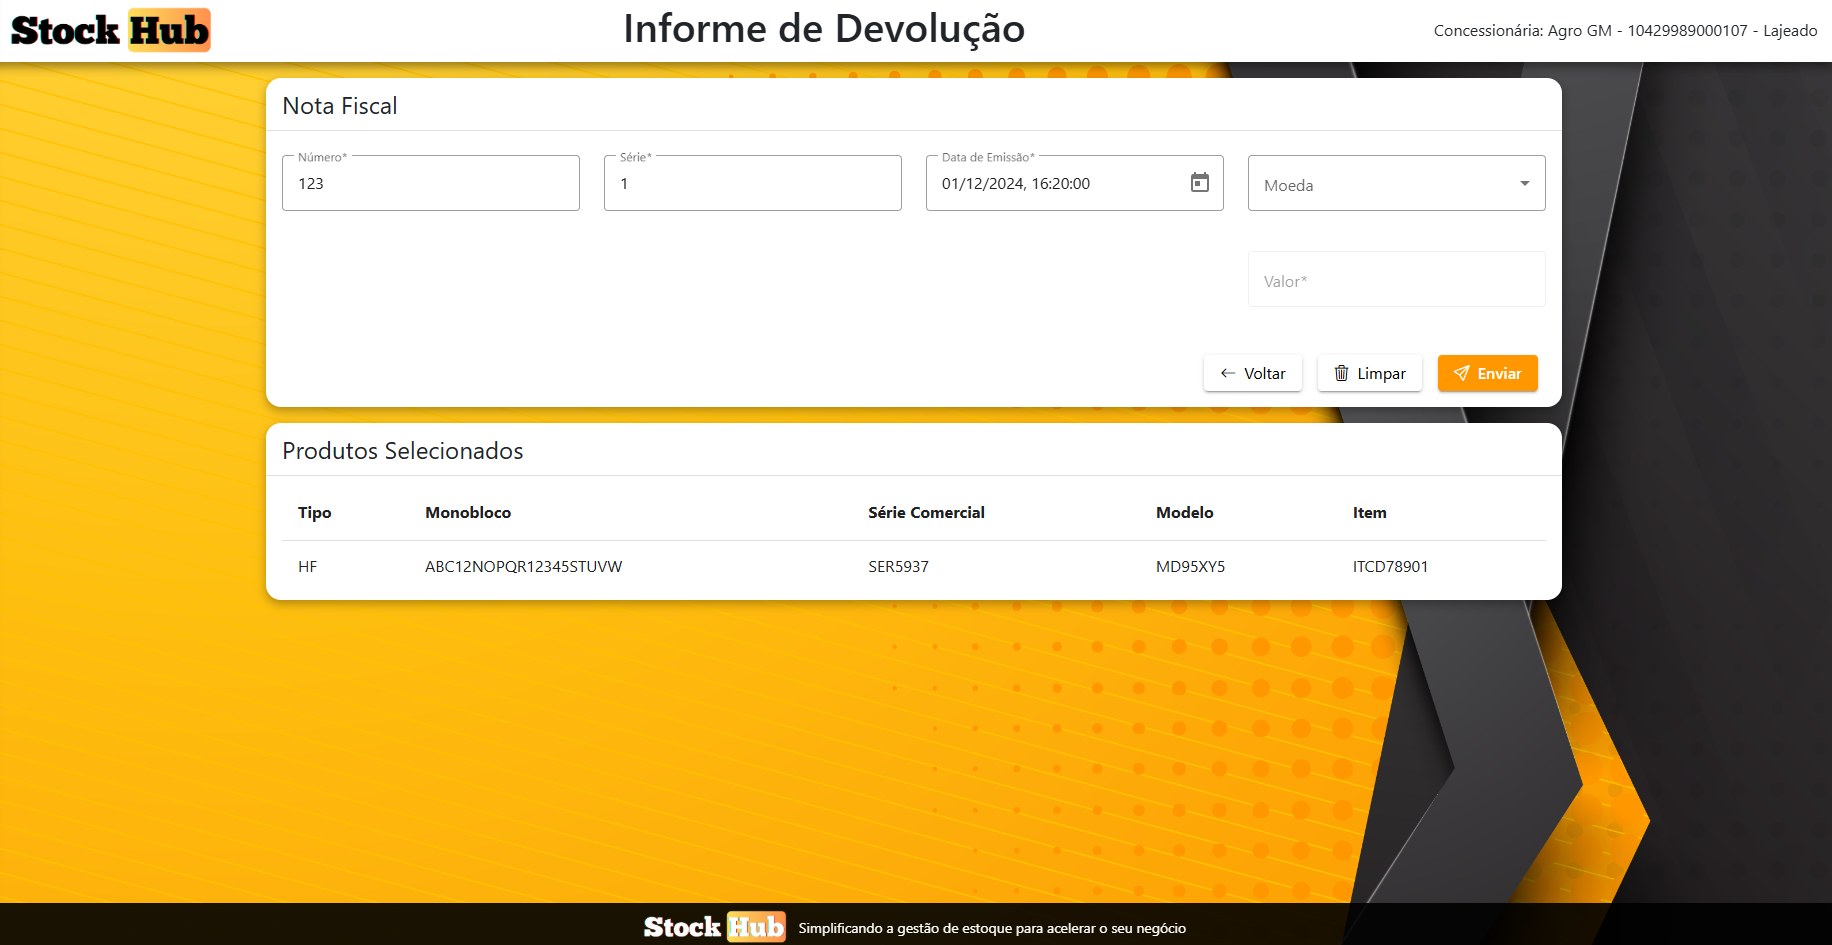 Stock Hub
Informe de Devolução
Concessionária: Agro GM - 10429989000107 - Lajeado
Nota Fiscal
Número* Série* Data de Emissão*
123 1 01/12/2024, 16:20:00 Moeda
Valor*
Voltar Limpar Enviar
Produtos Selecionados
Tipo Monobloco Série Comercial Modelo Item
HF ABC12NOPQR12345STUVW SER5937 MD95XY5 ITCD78901
Stock Hub Simplificando a gestão de estoque para acelerar o seu negócio